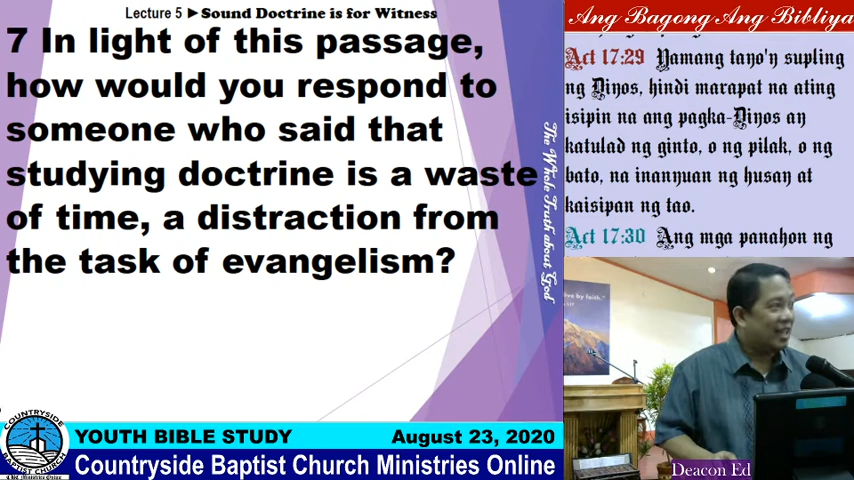 Lecture 5 ►Sound Doctrine is for Witness
7 In light of this passage,
how would you respond to
someone who said that
studying doctrine is a waste
of time, a distraction from
the task of evangelism?
The Whole Truth about God
Ang Bagong Ang Bibliya
Act 17:29 Yamang tayo'y supling
ng Diyos, hindi marapat na ating
isipin na ang pagka-Diyos ay
katulad ng ginto, o ng pilak, o ng
bato, na inanyuan ng husay at
kaisipan ng tao.
Act 17:30 Ang mga panahon ng
live by faith."
Deacon Ed
COUNTRYSIDE
BAPTIST CHURCH
YOUTH BIBLE STUDY August 23, 2020
Countryside Baptist Church Ministries Online